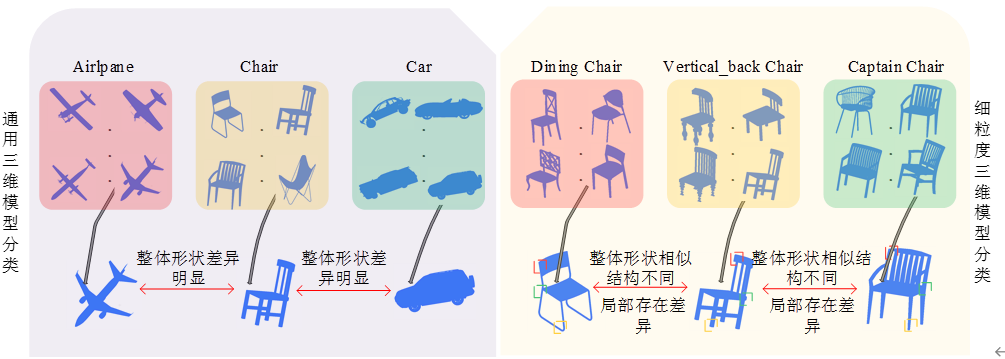 通用三维模型分类
Airlpane
Chair
Car
整体形状差异
明显
整体形状差
异明显
Dining Chair
Vertical_back Chair
Captain Chair
整体形状相似
结构不同
局部存在差
异
整体形状相似结
构不同
局部存在差
异
细粒度三维模型分类